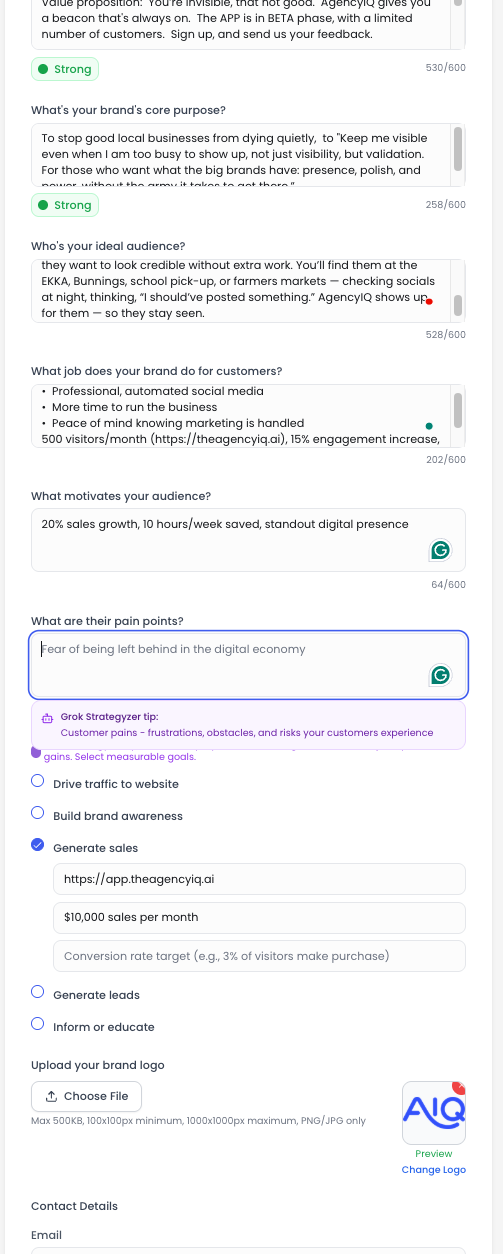 value proposition:  You're invisible, that not good.  AgencyIQ gives you
a beacon that's always on.  The APP is in BETA phase, with a limited
number of customers.  Sign up, and send us your feedback.
Strong
530/600
What's your brand's core purpose?
To stop good local businesses from dying quietly,  to "Keep me visible
even when I am too busy to show up, not just visibility, but validation.
For those who want what the big brands have: presence, polish, and
power, without the army it takes to get there."
Strong
258/600
Who's your ideal audience?
they want to look credible without extra work. You’ll find them at the
EKKA, Bunnings, school pick-up, or farmers markets — checking socials
at night, thinking, “I should’ve posted something.” AgencyIQ shows up
for them — so they stay seen.
528/600
What job does your brand do for customers?
• Professional, automated social media
• More time to run the business
• Peace of mind knowing marketing is handled
500 visitors/month (https://theagencyiq.ai), 15% engagement increase,
202/600
What motivates your audience?
20% sales growth, 10 hours/week saved, standout digital presence
64/600
What are their pain points?
Fear of being left behind in the digital economy
Grok Strategyzer tip:
Customer pains - frustrations, obstacles, and risks your customers experience
gains. Select measurable goals.
Drive traffic to website
Build brand awareness
Generate sales
https://app.theagencyiq.ai
$10,000 sales per month
Conversion rate target (e.g., 3% of visitors make purchase)
Generate leads
Inform or educate
Upload your brand logo
Choose File
Max 500KB, 100x100px minimum, 1000x1000px maximum, PNG/JPG only
AIQ
Preview
Change Logo
Contact Details
Email